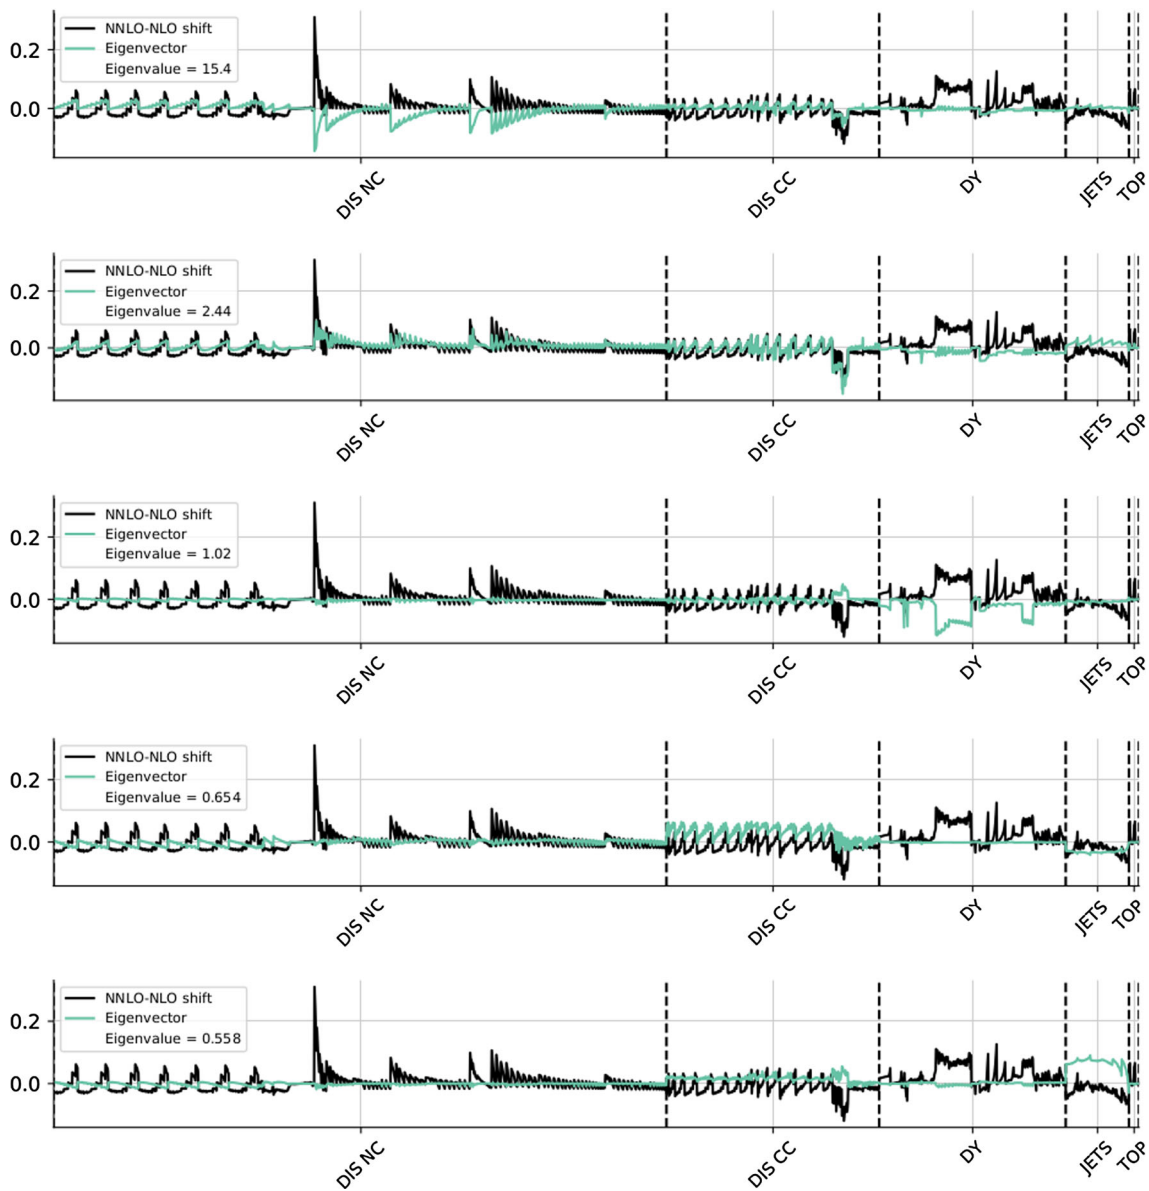 NNLO-NLO shift
Eigenvector
Eigenvalue = 15.4
0.2
0.0
DIS NC
DIS CC
DY
JETS
TOP
NNLO-NLO shift
Eigenvector
Eigenvalue = 2.44
0.2
0.0
DIS NC
DIS CC
DY
JETS
TOP
NNLO-NLO shift
Eigenvector
Eigenvalue = 1.02
0.2
0.0
DIS NC
DIS CC
DY
JETS
TOP
NNLO-NLO shift
Eigenvector
Eigenvalue = 0.654
0.2
0.0
DIS NC
DIS CC
DY
JETS
TOP
NNLO-NLO shift
Eigenvector
Eigenvalue = 0.558
0.2
0.0
DIS NC
DIS CC
DY
JETS
TOP